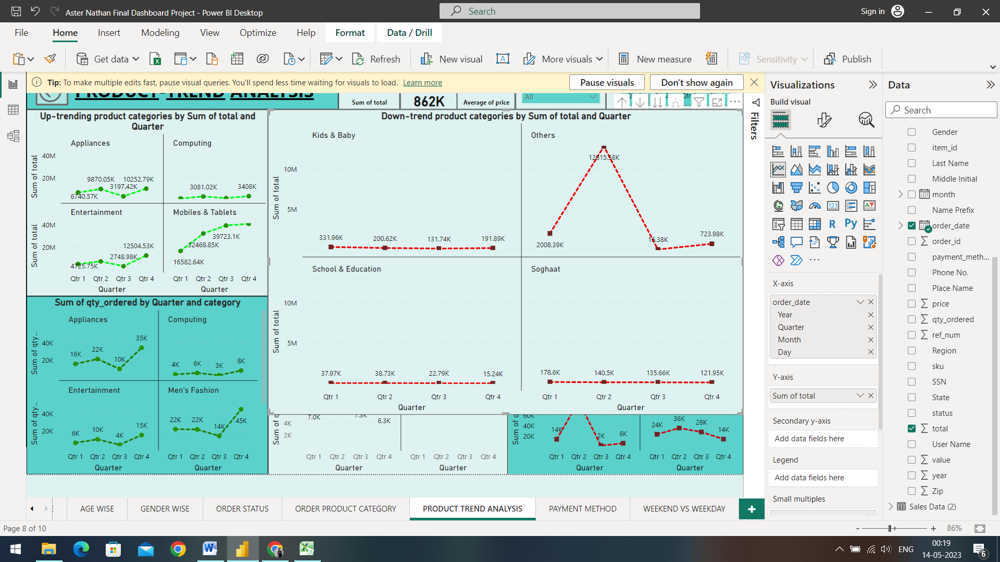 Aster Nathan Final Dashboard Project - Power BI Desktop
Search
Sign in
File
Home
Insert
Modeling
View
Optimize
Help
Format
Data / Drill
Get data
Refresh
New visual
More visuals
New measure
Sensitivity
Publish
Tip: To make multiple edits fast, pause visual queries. You'll spend less time waiting for visuals to load. Learn more
Pause visuals
Don't show again
PRODUCT-TREND ANALYSIS
Sum of total
862K
Average of price
All
Up-trending product categories by Sum of total and
Quarter
Appliances
Computing
Sum of total
40M
20M
6740.57K
9870.05K
3197.42K
10252.79K
3081.02K
3408K
Entertainment
Mobiles & Tablets
Sum of total
40M
20M
4725.75K
2748.98K
12504.53K
16582.64K
32468.85K
39723.1K
Qtr 1 Qtr 2 Qtr 3 Qtr 4
Qtr 1 Qtr 2 Qtr 3 Qtr 4
Quarter
Quarter
Sum of qty_ordered by Quarter and category
Appliances
Computing
Sum of qty...
40K
20K
16K
22K
10K
35K
4K
6K
3K
8K
Entertainment
Men's Fashion
Sum of qty...
40K
20K
6K
10K
4K
15K
22K
22K
14K
45K
Qtr 1 Qtr 2 Qtr 3 Qtr 4
Qtr 1 Qtr 2 Qtr 3 Qtr 4
Quarter
Quarter
Down-trend product categories by Sum of total and Quarter
Kids & Baby
Others
Sum of total
10M
5M
331.96K
200.62K
131.74K
191.89K
2008.39K
12815.58K
723.98K
School & Education
Soghaat
Sum of total
10M
5M
37.97K
38.73K
22.79K
15.24K
178.6K
140.5K
135.66K
121.95K
Qtr 1 Qtr 2 Qtr 3 Qtr 4
Qtr 1 Qtr 2 Qtr 3 Qtr 4
Quarter
Quarter
4K
2K
7.0K
6.3K
Qtr 1 Qtr 2 Qtr 3 Qtr 4
Qtr 1 Qtr 2 Qtr 3 Qtr 4
Quarter
Quarter
60K
40K
20K
14K
2K
6K
24K
36K
28K
14K
Qtr 1 Qtr 2 Qtr 3 Qtr 4
Qtr 1 Qtr 2 Qtr 3 Qtr 4
Quarter
Quarter
Filters
Visualizations
Build visual
X-axis
order_date
Year
Quarter
Month
Day
Y-axis
Sum of total
Secondary y-axis
Add data fields here
Legend
Add data fields here
Small multiples
Data
Search
Gender
item_id
Last Name
Middle Initial
month
Name Prefix
order_date
order_id
payment_meth...
Phone No.
Place Name
price
qty_ordered
ref_num
Region
sku
SSN
State
status
total
User Name
value
year
Zip
Sales Data (2)
AGE WISE
GENDER WISE
ORDER STATUS
ORDER PRODUCT CATEGORY
PRODUCT TREND ANALYSIS
PAYMENT METHOD
WEEKEND VS WEEKDAY
Page 8 of 10
86%
ENG
00:19
14-05-2023
6